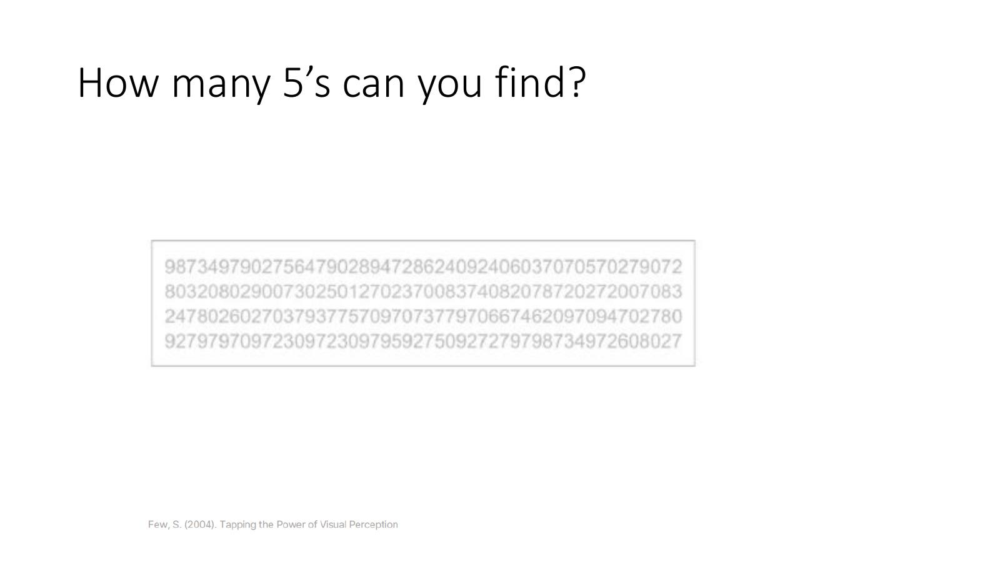 How many 5’s can you find?
987349790275647902894728624092406037070570279072
803208029007302501270237008374082078720272007083
247802602703793775709707377970667462097094702780
927979709723097230979592750927279798734972608027
Few, S. (2004). Tapping the Power of Visual Perception